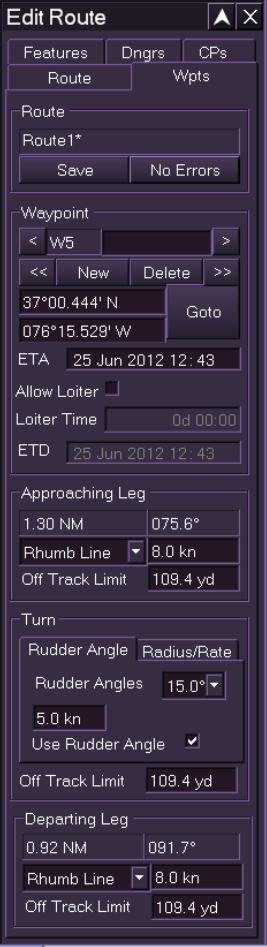 Edit Route
Features Dngrs CPs
Route Wpts
Route
Route1*
Save No Errors
Waypoint
< W5 >
<< New Delete >>
37°00.444' N
Goto
076°15.529' W
ETA 25 Jun 2012 12:43
Allow Loiter
Loiter Time 0d 00:00
ETD 25 Jun 2012 12:43
Approaching Leg
1.30 NM 075.6°
Rhumb Line 8.0 kn
Off Track Limit 109.4 yd
Turn
Rudder Angle Radius/Rate
Rudder Angles 15.0°
5.0 kn
Use Rudder Angle
Off Track Limit 109.4 yd
Departing Leg
0.92 NM 091.7°
Rhumb Line 8.0 kn
Off Track Limit 109.4 yd